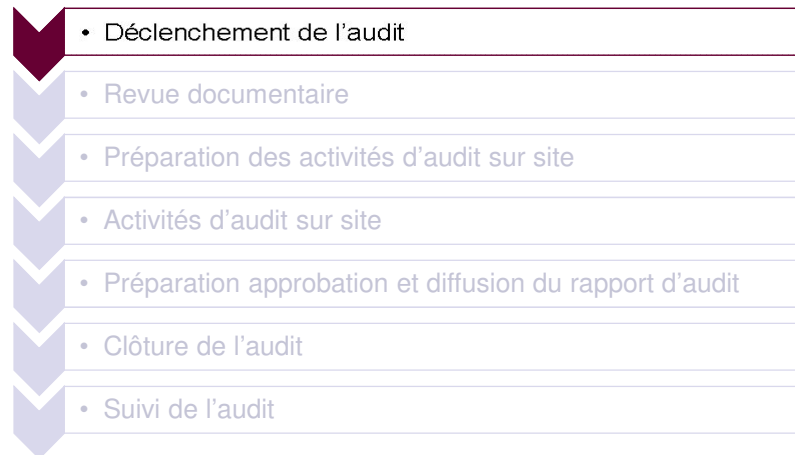 • Déclenchement de l'audit
• Revue documentaire
• Préparation des activités d'audit sur site
• Activités d'audit sur site
• Préparation approbation et diffusion du rapport d'audit
• Clôture de l'audit
• Suivi de l'audit